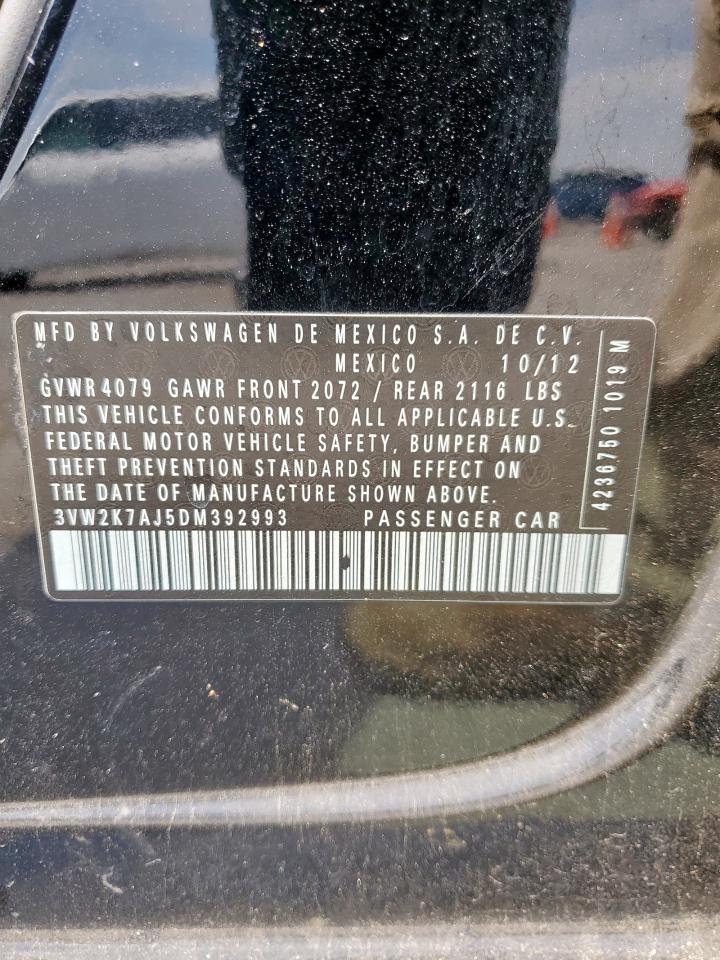 MFD BY VOLKSWAGEN DE MEXICO S.A. DE C.V.
MEXICO 10/12
GVWR 4079 GAWR FRONT 2072 / REAR 2116 LBS
THIS VEHICLE CONFORMS TO ALL APPLICABLE U.S.
FEDERAL MOTOR VEHICLE SAFETY, BUMPER AND
THEFT PREVENTION STANDARDS IN EFFECT ON
THE DATE OF MANUFACTURE SHOWN ABOVE.
3VW2K7AJ5DM392993 PASSENGER CAR
4236750 1019 M